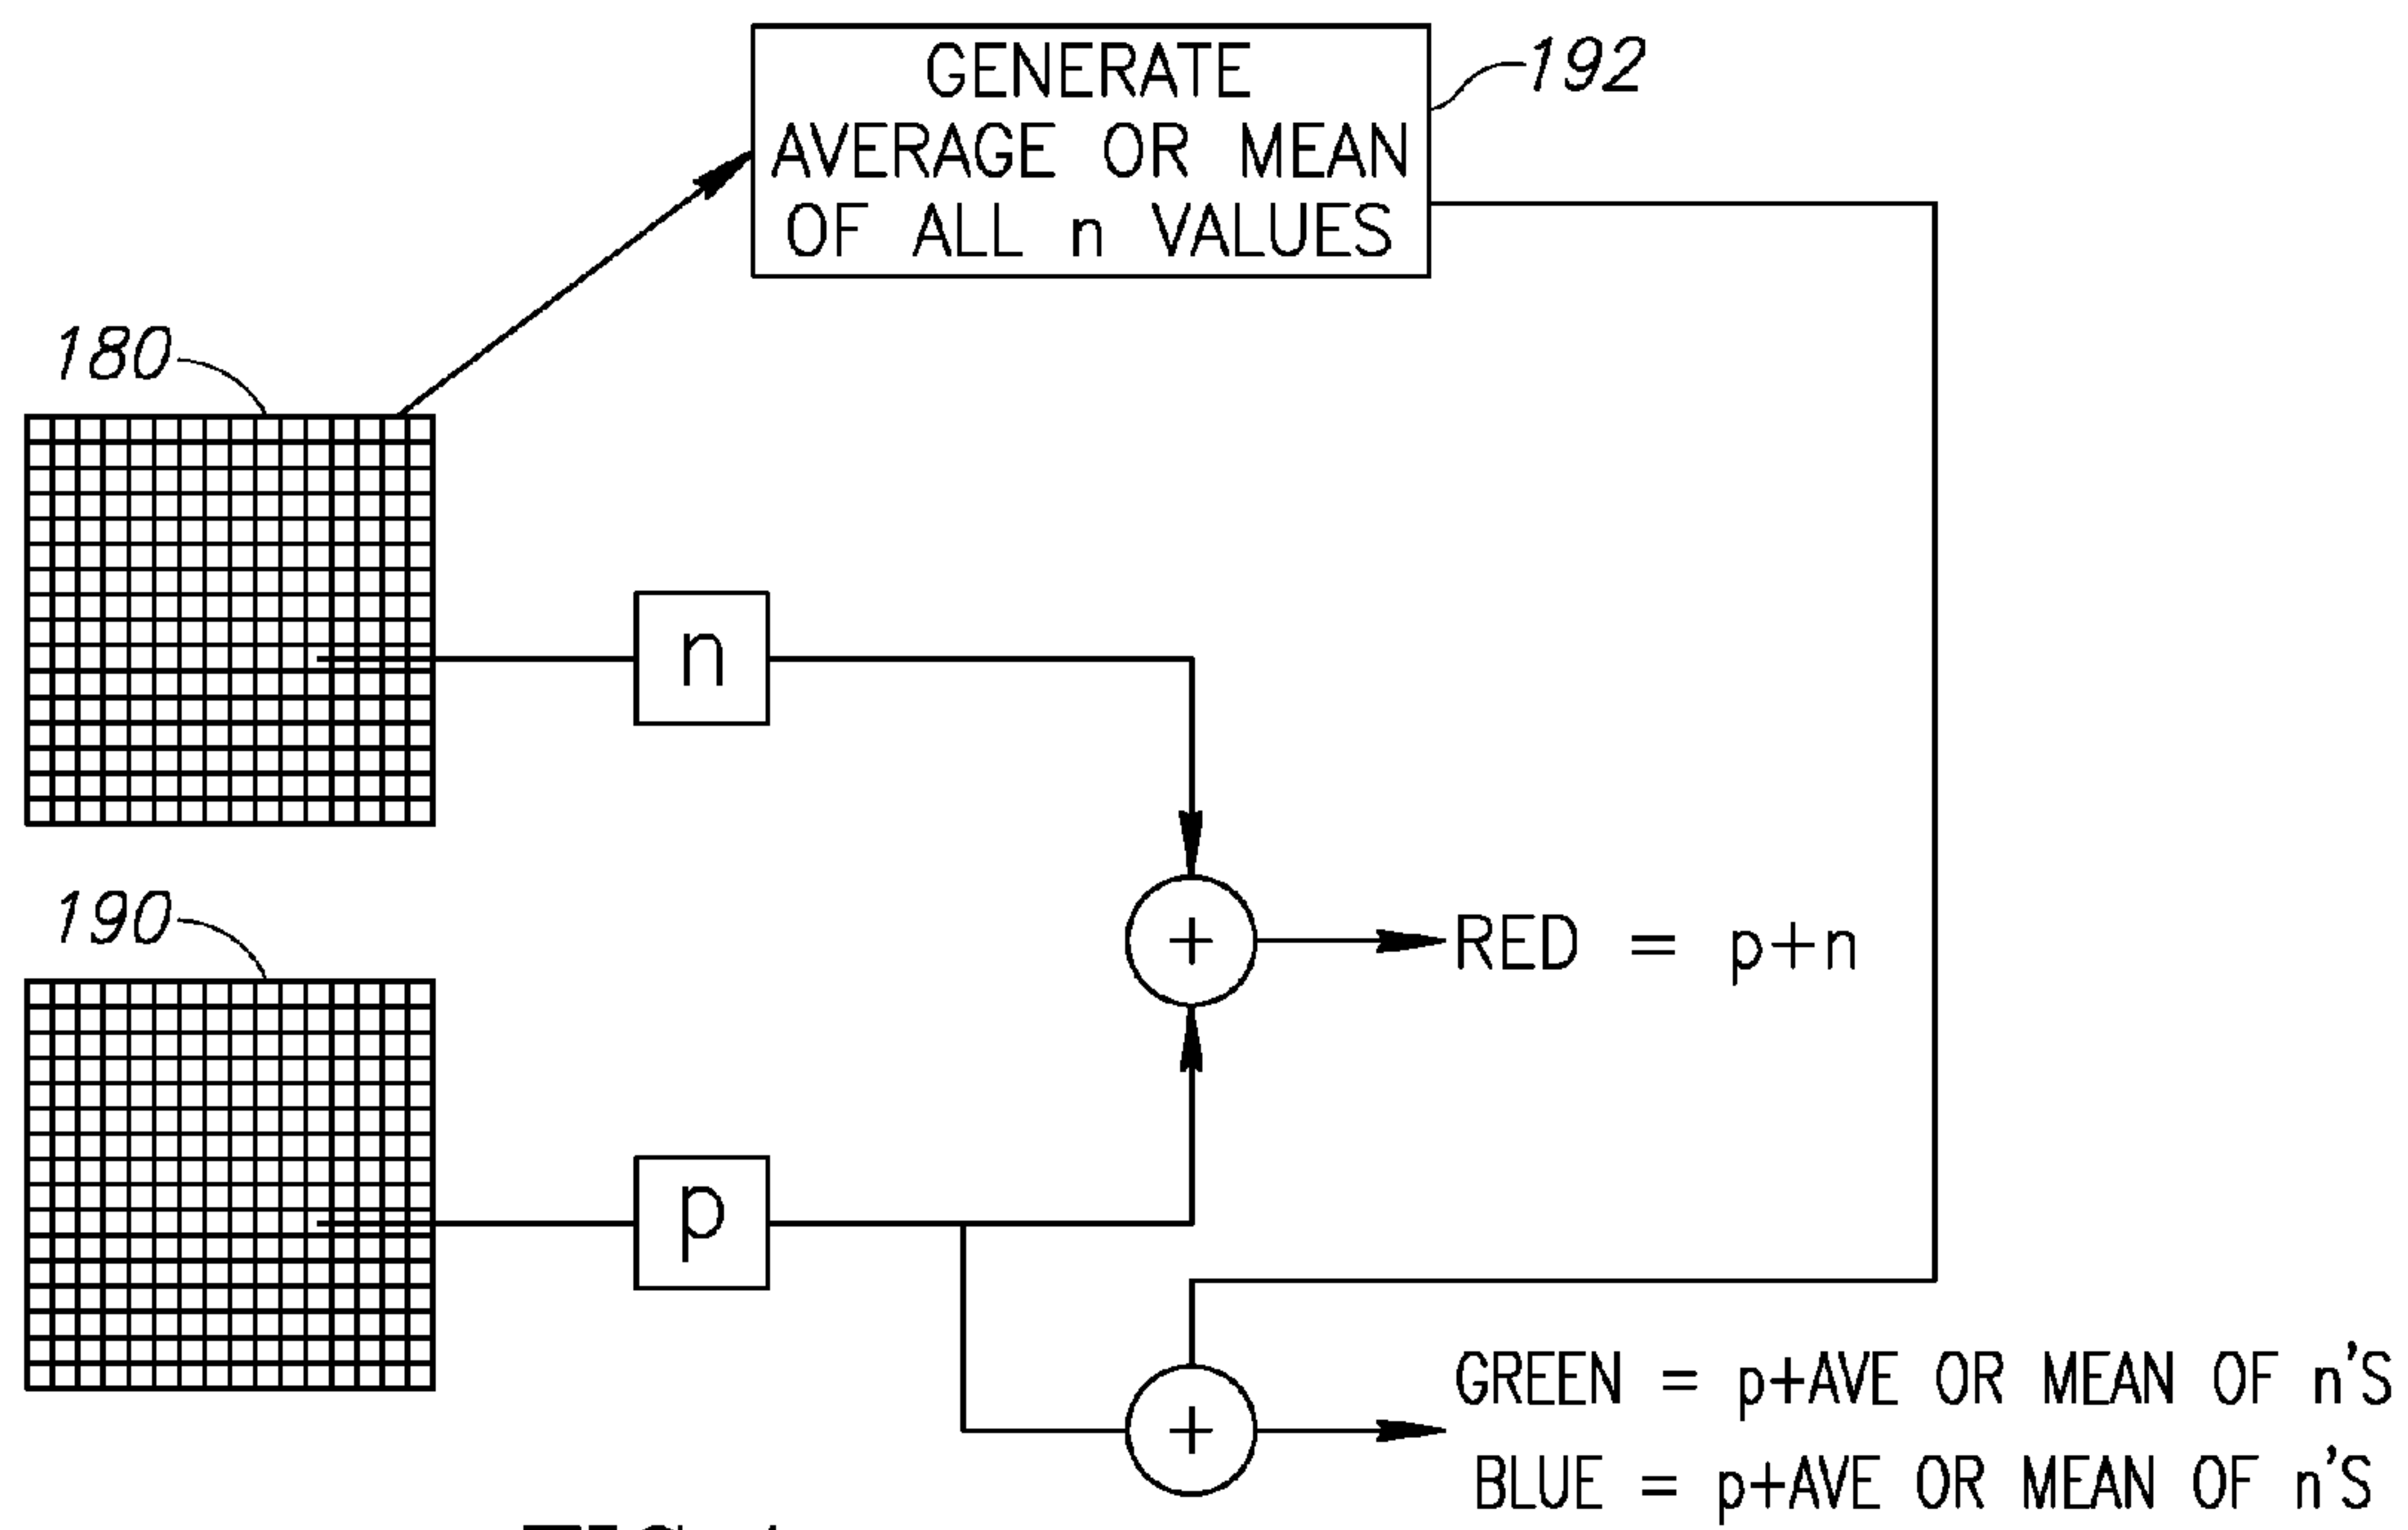 GENERATE
AVERAGE OR MEAN
OF ALL n VALUES
192
180
n
+
RED = p+n
190
p
+
GREEN = p+AVE OR MEAN OF n'S
BLUE = p+AVE OR MEAN OF n'S